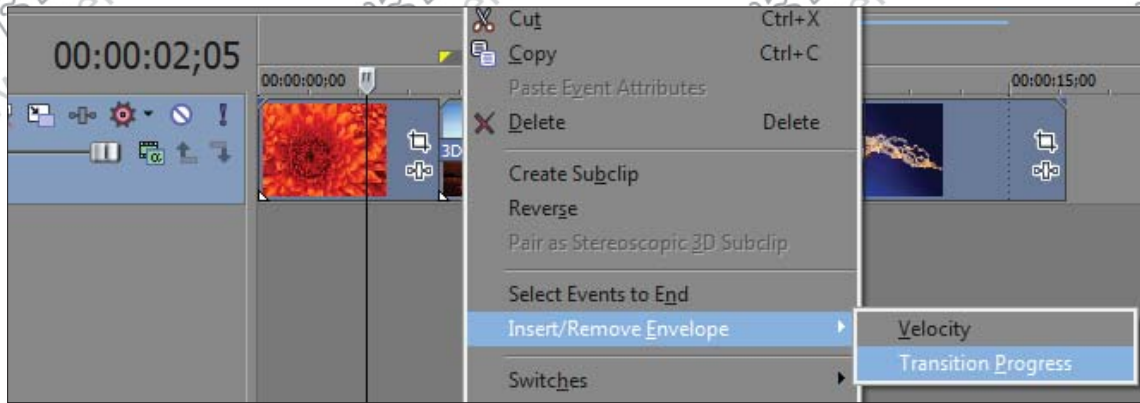 Cut Ctrl+X
00:00:02;05
Copy Ctrl+C
00:00:00;00
Paste Event Attributes
00:00:15;00
Delete Delete
3D
Create Subclip
Reverse
Pair as Stereoscopic 3D Subclip
Select Events to End
Insert/Remove Envelope
Velocity
Transition Progress
Switches